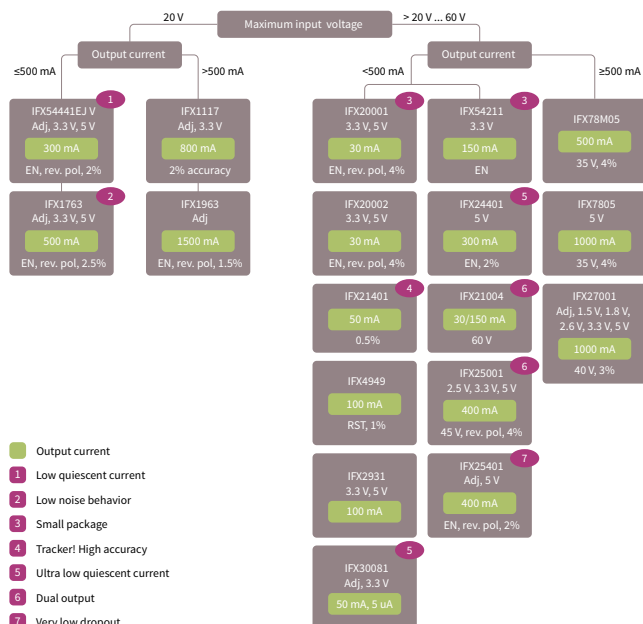 20 V
Maximum input voltage
> 20 V ... 60 V
Output current
Output current
≤500 mA
>500 mA
<500 mA
≥500 mA
1
IFX54441EJ V
Adj, 3.3 V, 5 V
300 mA
EN, rev. pol, 2%
IFX1117
Adj, 3.3 V
800 mA
2% accuracy
2
IFX1763
Adj, 3.3 V, 5 V
500 mA
EN, rev. pol, 2.5%
IFX1963
Adj
1500 mA
EN, rev. pol, 1.5%
3
IFX20001
3.3 V, 5 V
30 mA
EN, rev. pol, 4%
3
IFX54211
3.3 V
150 mA
EN
IFX78M05
500 mA
35 V, 4%
IFX20002
3.3 V, 5 V
30 mA
EN, rev. pol, 4%
5
IFX24401
5 V
300 mA
EN, 2%
IFX7805
5 V
1000 mA
35 V, 4%
4
IFX21401
50 mA
0.5%
6
IFX21004
30/150 mA
60 V
IFX27001
Adj, 1.5 V, 1.8 V,
2.6 V, 3.3 V, 5 V
1000 mA
40 V, 3%
IFX4949
100 mA
RST, 1%
6
IFX25001
2.5 V, 3.3 V, 5 V
400 mA
45 V, rev. pol, 4%
IFX2931
3.3 V, 5 V
100 mA
7
IFX25401
Adj, 5 V
400 mA
EN, rev. pol, 2%
5
IFX30081
Adj, 3.3 V
50 mA, 5 uA
Output current
1 Low quiescent current
2 Low noise behavior
3 Small package
4 Tracker! High accuracy
5 Ultra low quiescent current
6 Dual output
7 Very low dropout